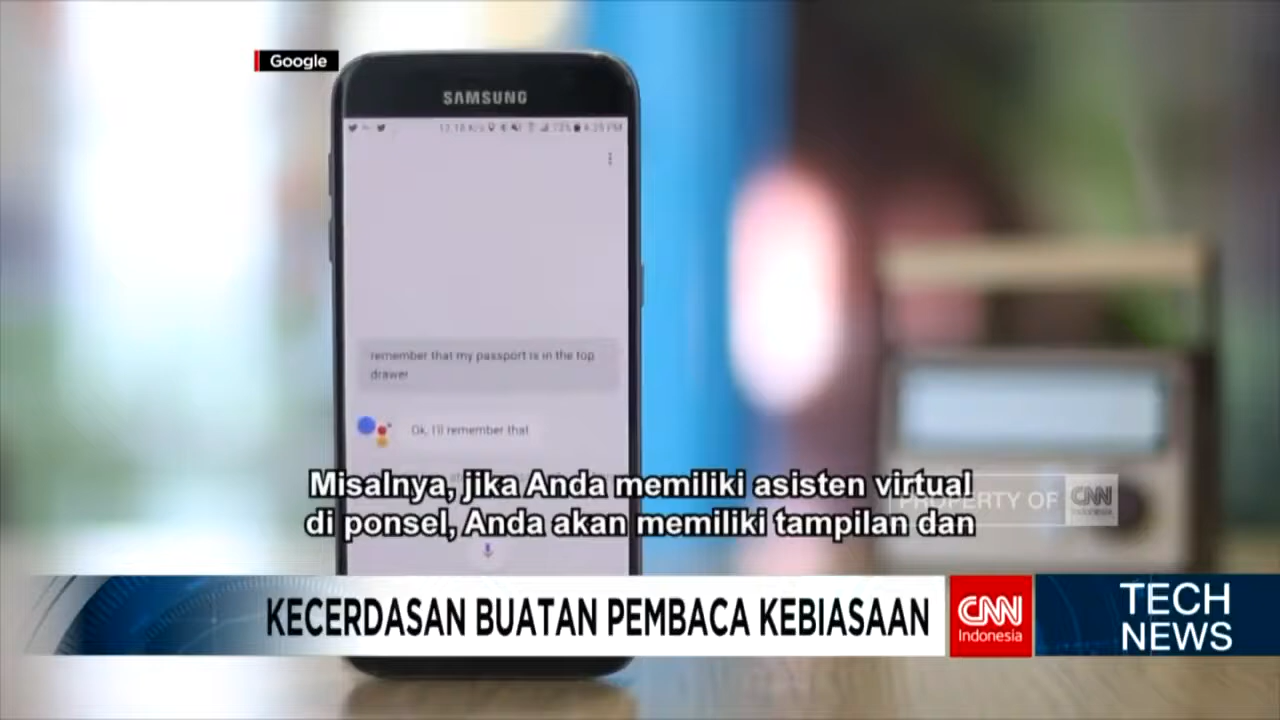 Google
SAMSUNG
remember that my passport is in the top
drawer
Ok, I'll remember that
Misalnya, jika Anda memiliki asisten virtual
di ponsel, Anda akan memiliki tampilan dan
PROPERTY OF CNN Indonesia
KECERDASAN BUATAN PEMBACA KEBIASAAN
CNN Indonesia
TECH
NEWS